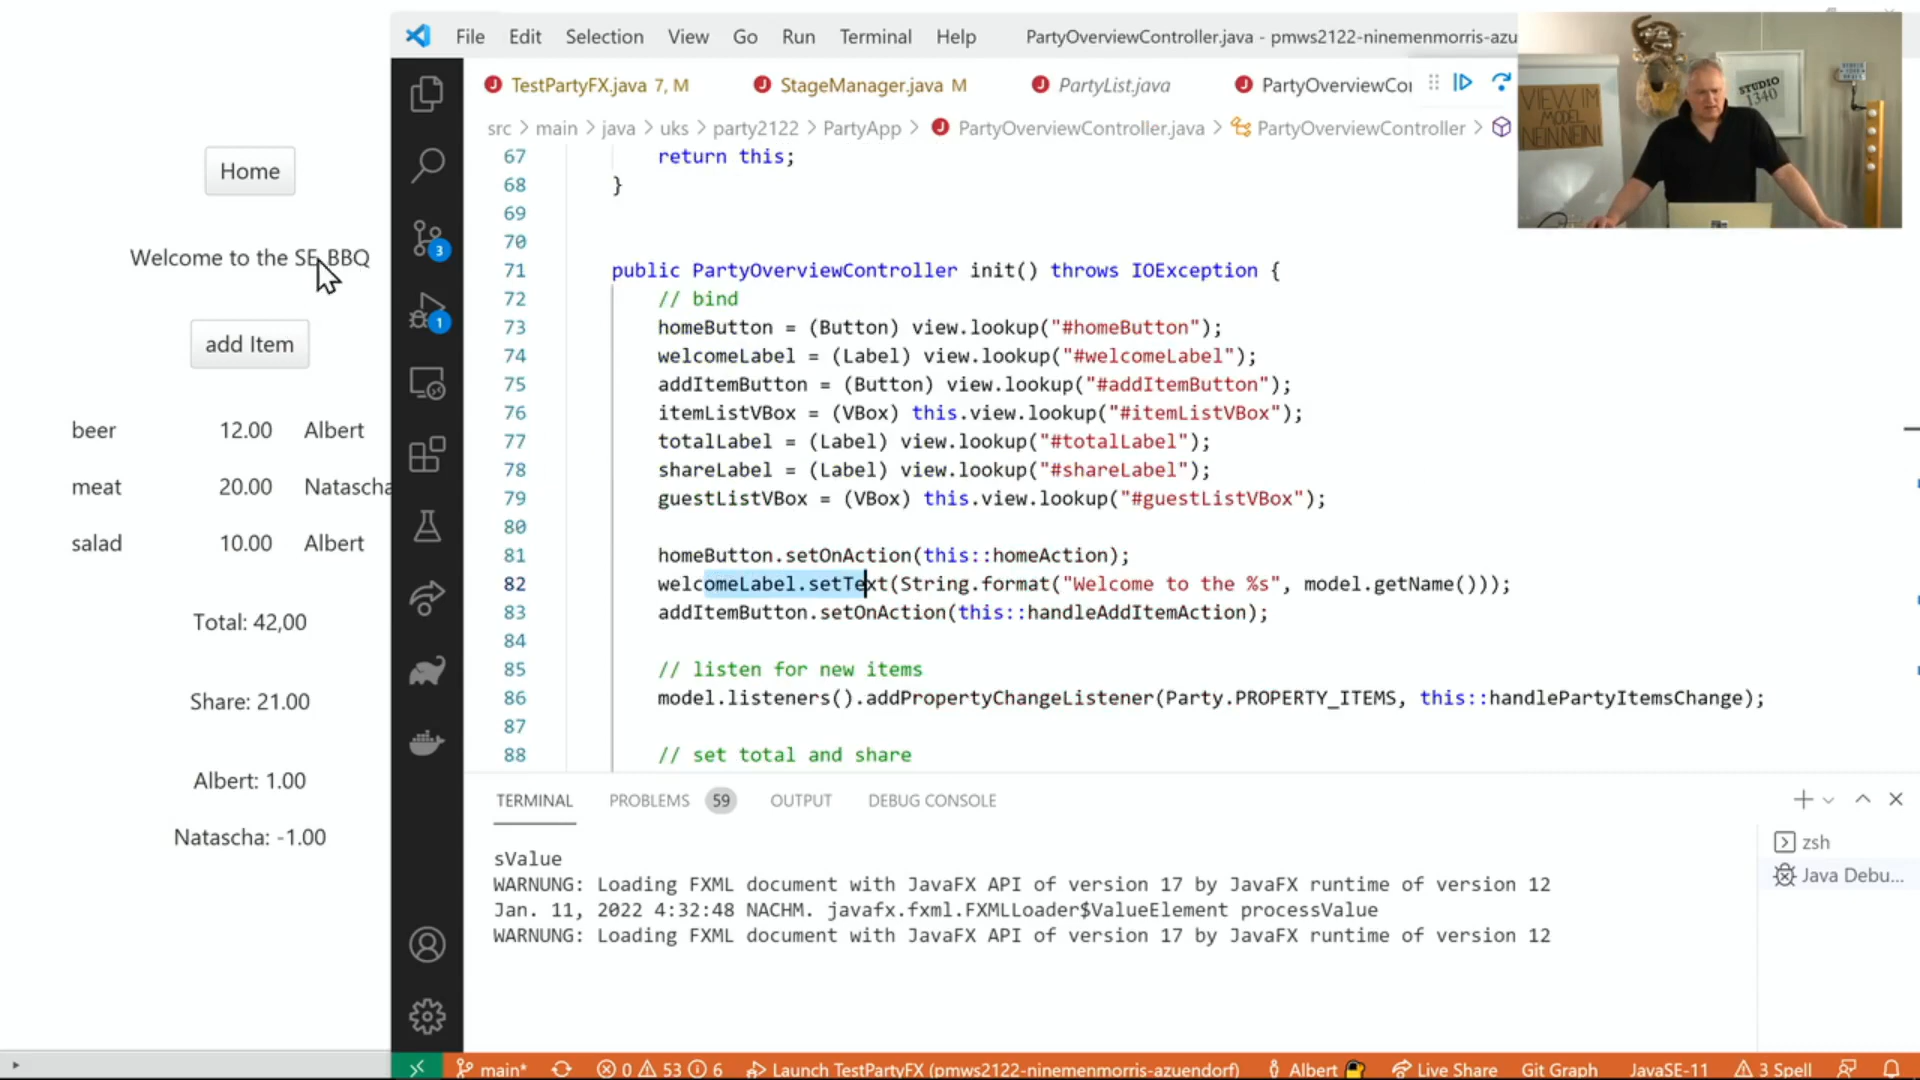 File Edit Selection View Go Run Terminal Help
PartyOverviewController.java - pmws2122-ninemenmorris-azu
TestPartyFX.java 7, M
StageManager.java M
PartyList.java
PartyOverviewCo
src > main > java > uks > party2122 > PartyApp > PartyOverviewController.java > PartyOverviewController >
VIEW IM
MODEL
NEIN NEIN!
STUDIO
1340
Home
Welcome to the SE BBQ
add Item
beer 12.00 Albert
meat 20.00 Natascha
salad 10.00 Albert
Total: 42,00
Share: 21.00
Albert: 1.00
Natascha: -1.00
3
1
67 return this;
68 }
69
70
71 public PartyOverviewController init() throws IOException {
72 // bind
73 homeButton = (Button) view.lookup("#homeButton");
74 welcomeLabel = (Label) view.lookup("#welcomeLabel");
75 addItemButton = (Button) view.lookup("#addItemButton");
76 itemListVBox = (VBox) this.view.lookup("#itemListVBox");
77 totalLabel = (Label) view.lookup("#totalLabel");
78 shareLabel = (Label) view.lookup("#shareLabel");
79 guestListVBox = (VBox) this.view.lookup("#guestListVBox");
80
81 homeButton.setOnAction(this::homeAction);
82 welcomeLabel.setText(String.format("Welcome to the %s", model.getName()));
83 addItemButton.setOnAction(this::handleAddItemAction);
84
85 // listen for new items
86 model.listeners().addPropertyChangeListener(Party.PROPERTY_ITEMS, this::handlePartyItemsChange);
87
88 // set total and share
TERMINAL PROBLEMS 59 OUTPUT DEBUG CONSOLE
sValue
WARNUNG: Loading FXML document with JavaFX API of version 17 by JavaFX runtime of version 12
Jan. 11, 2022 4:32:48 NACHM. javafx.fxml.FXMLLoader$ValueElement processValue
WARNUNG: Loading FXML document with JavaFX API of version 17 by JavaFX runtime of version 12
zsh
Java Debu...
main* 0 53 6 Launch TestPartyFX (pmws2122-ninemenmorris-azuendorf) Albert Live Share Git Graph JavaSE-11 3 Spell